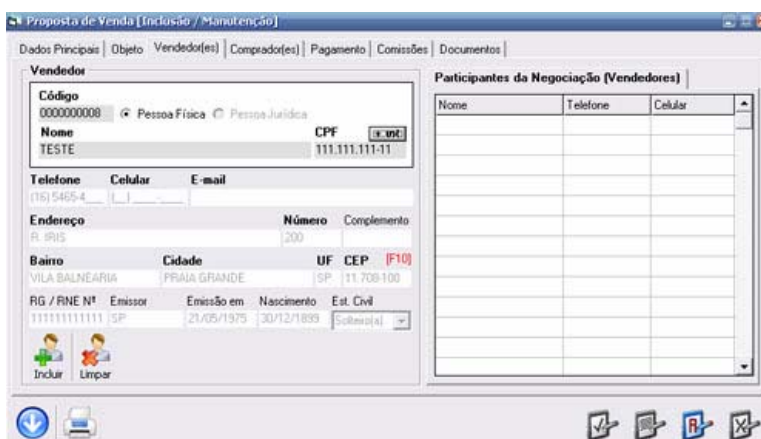 Proposta de Venda [Inclusão / Manutenção]
Dados Principais Objeto Vendedor(es) Comprador(es) Pagamento Comissões Documentos
Vendedor
Código
0000000008 Pessoa Física Pessoa Jurídica
Nome CPF
TESTE 111.111.111-11
Telefone Celular E-mail
(16) 5465-4___ (__) ____-____
Endereço Número Complemento
R. IRIS 200
Bairro Cidade UF CEP [F10]
VILA BALNEARIA PRAIA GRANDE SP 11.708-100
RG / RNE Nº Emissor Emissão em Nascimento Est. Civil
111111111111 SP 21/05/1975 30/12/1899 Solteiro(a)
Incluir Limpar
Participantes da Negociação (Vendedores)
Nome Telefone Celular